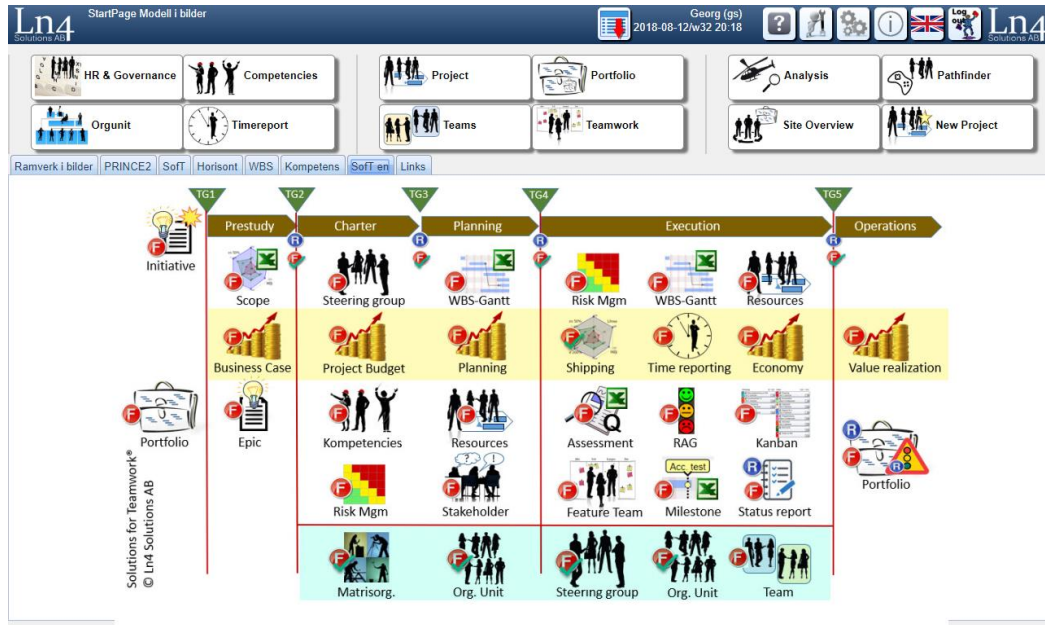 Ln4
Solutions AB
StartPage Modell i bilder
Georg (gs)
2018-08-12/w32 20:18
?
i
Log
out
Ln4
Solutions AB
HR & Governance
Competencies
Project
Portfolio
Analysis
Pathfinder
Orgunit
Timereport
Teams
Teamwork
Site Overview
New Project
Ramverk i bilder
PRINCE2
SofT
Horisont
WBS
Kompetens
SofT en
Links
TG1
TG2
TG3
TG4
TG5
Prestudy
Charter
Planning
Execution
Operations
R
R
R
R
F
F
F
F
F
Initiative
F
Scope
F
Steering group
F
WBS-Gantt
F
Risk Mgm
F
WBS-Gantt
F
Resources
F
Business Case
F
Project Budget
F
Planning
F
Shipping
F
Time reporting
F
Economy
F
Value realization
F
Portfolio
F
Epic
F
Kompetencies
F
Resources
F
Assessment
Q
F
RAG
F
Kanban
R
F
R
Portfolio
F
Risk Mgm
? !
F
Stakeholder
F
Feature Team
Acc. test
F
Milestone
R
F
Status report
F
Matrisorg.
F
Org. Unit
F
Steering group
F
Org. Unit
F
Team
Solutions for Teamwork®
© Ln4 Solutions AB